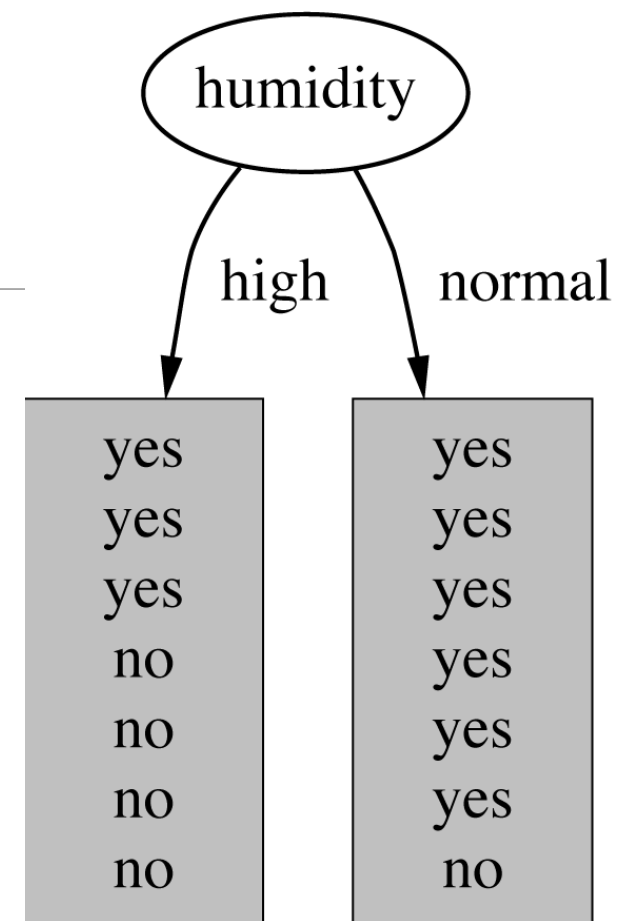 humidity
high normal
yes yes
yes yes
yes yes
no yes
no yes
no yes
no no